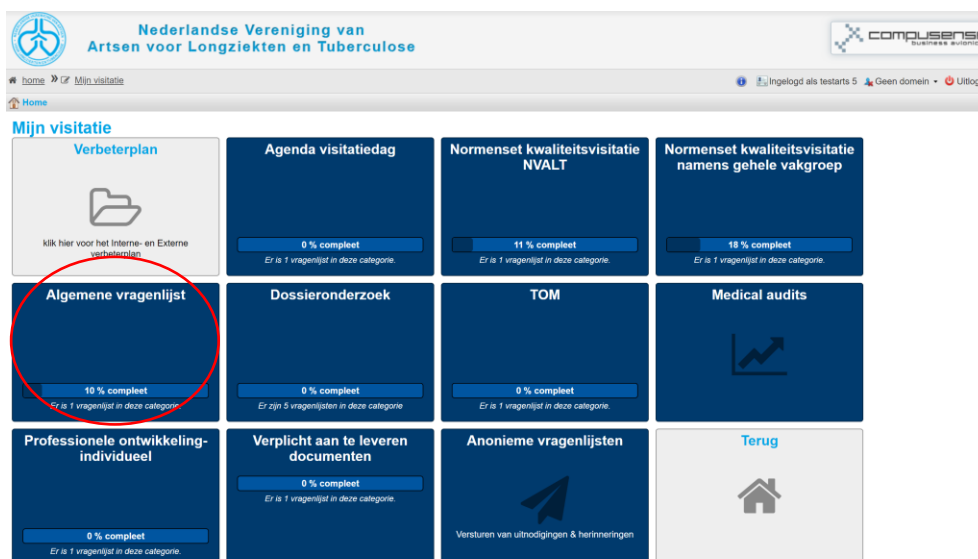 Nederlandse Vereniging van
Artsen voor Longziekten en Tuberculose
compusense
business avionics
home » Mijn visitatie
Ingelogd als testarts 5 Geen domein Uitlog
Home
Mijn visitatie
Verbeterplan
klik hier voor het Interne- en Externe
verbeterplan
Agenda visitatiedag
0 % compleet
Er is 1 vragenlijst in deze categorie.
Normenset kwaliteitsvisitatie
NVALT
11 % compleet
Er is 1 vragenlijst in deze categorie.
Normenset kwaliteitsvisitatie
namens gehele vakgroep
18 % compleet
Er is 1 vragenlijst in deze categorie.
Algemene vragenlijst
10 % compleet
Er is 1 vragenlijst in deze categorie.
Dossieronderzoek
0 % compleet
Er zijn 5 vragenlijsten in deze categorie
TOM
0 % compleet
Er is 1 vragenlijst in deze categorie.
Medical audits
Professionele ontwikkeling-
individueel
0 % compleet
Er is 1 vragenlijst in deze categorie.
Verplicht aan te leveren
documenten
0 % compleet
Er is 1 vragenlijst in deze categorie.
Anonieme vragenlijsten
Versturen van uitnodigingen & herinneringen
Terug